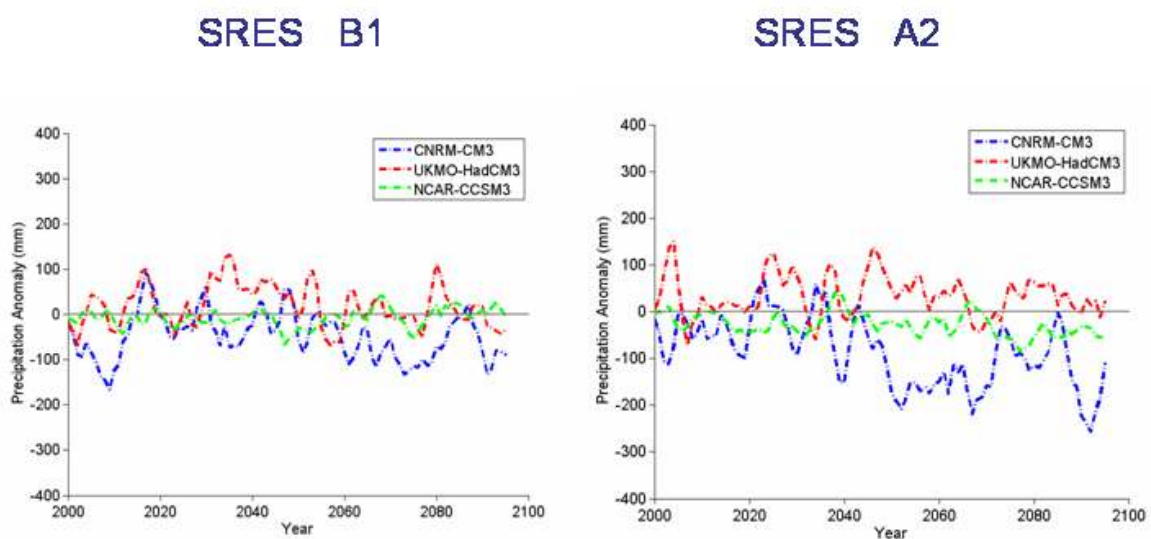 SRES B1
SRES A2
400
300
200
100
0
-100
-200
-300
-400
Precipitation Anomaly (mm)
2000 2020 2040 2060 2080 2100
Year
CNRM-CM3
UKMO-HadCM3
NCAR-CCSM3
400
300
200
100
0
-100
-200
-300
-400
Precipitation Anomaly (mm)
2000 2020 2040 2060 2080 2100
Year
CNRM-CM3
UKMO-HadCM3
NCAR-CCSM3